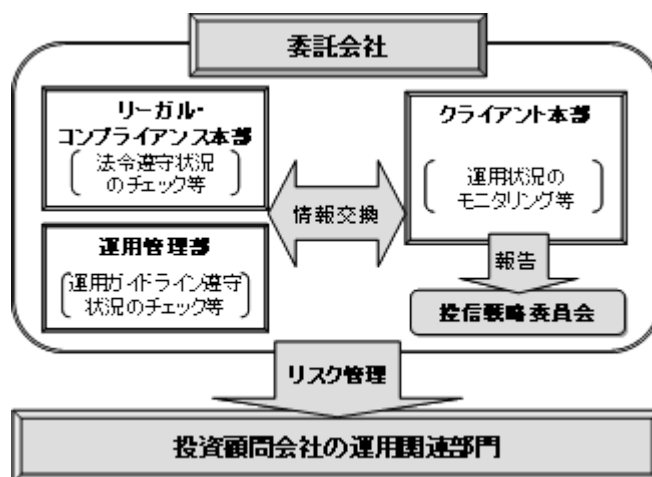 委託会社
リーガル・
コンプライアンス本部
法令遵守状況
のチェック等
運用管理部
運用ガイドライン遵守
状況のチェック等
情報交換
クライアント本部
運用状況の
モニタリング等
報告
投信戦略委員会
リスク管理
投資顧問会社の運用関連部門